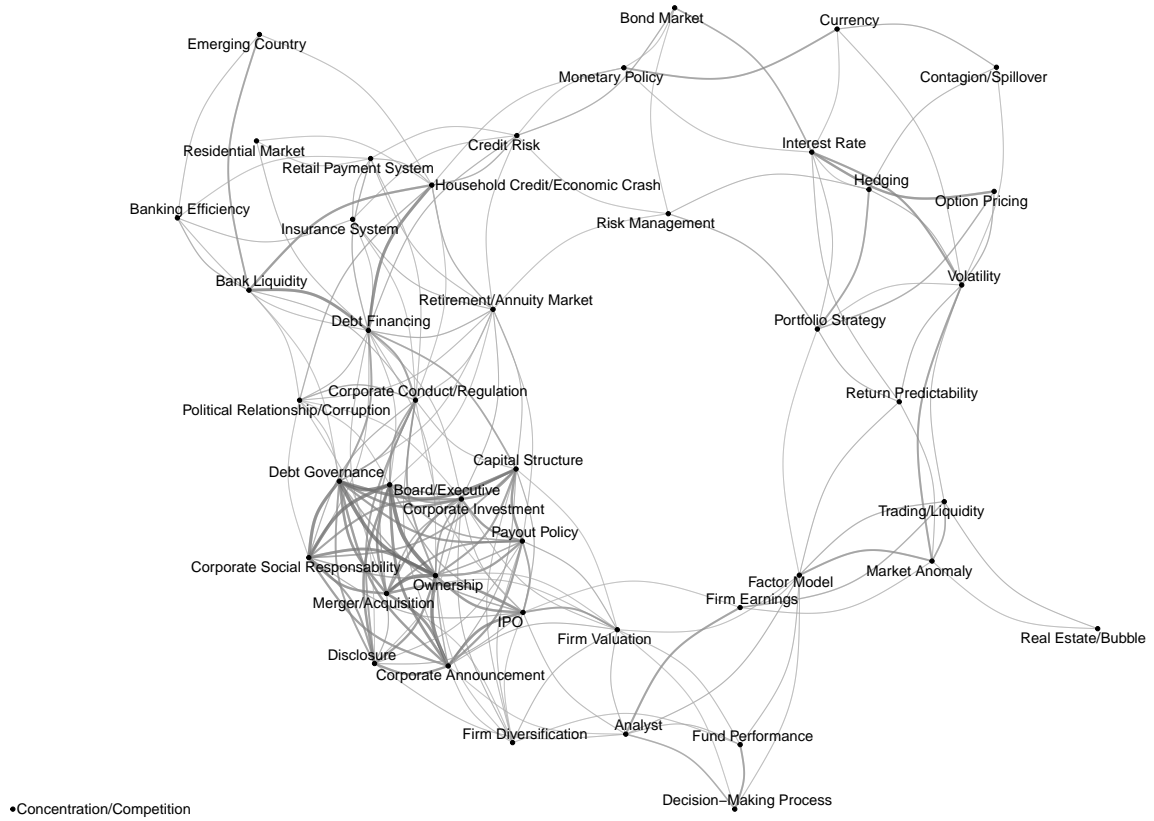 Bond Market
Currency
Emerging Country
Monetary Policy
Contagion/Spillover
Credit Risk
Interest Rate
Residential Market
Retail Payment System
Household Credit/Economic Crash
Hedging
Option Pricing
Banking Efficiency
Insurance System
Risk Management
Bank Liquidity
Volatility
Retirement/Annuity Market
Debt Financing
Portfolio Strategy
Corporate Conduct/Regulation
Return Predictability
Political Relationship/Corruption
Capital Structure
Debt Governance
Board/Executive
Corporate Investment
Trading/Liquidity
Payout Policy
Corporate Social Responsability
Market Anomaly
Factor Model
Ownership
Merger/Acquisition
Firm Earnings
IPO
Firm Valuation
Real Estate/Bubble
Disclosure
Corporate Announcement
Analyst
Firm Diversification
Fund Performance
Decision−Making Process
Concentration/Competition